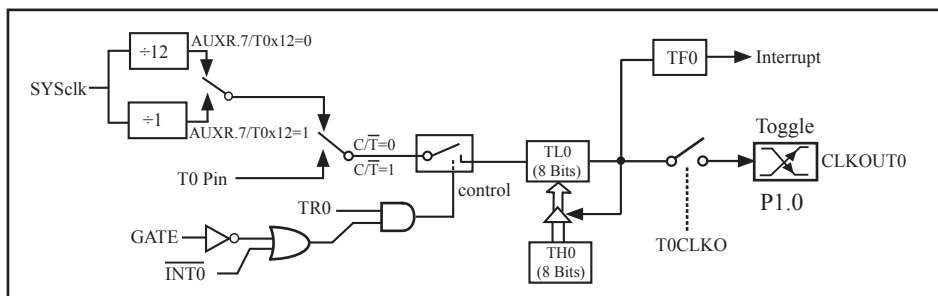 AUXR.7/T0x12=0
÷12
SYSclk
÷1
AUXR.7/T0x12=1
T0 Pin
C/T̅=0
C/T̅=1
control
TR0
GATE
I̅N̅T̅0̅
TL0
(8 Bits)
TH0
(8 Bits)
TF0
Interrupt
Toggle
CLKOUT0
P1.0
T0CLKO